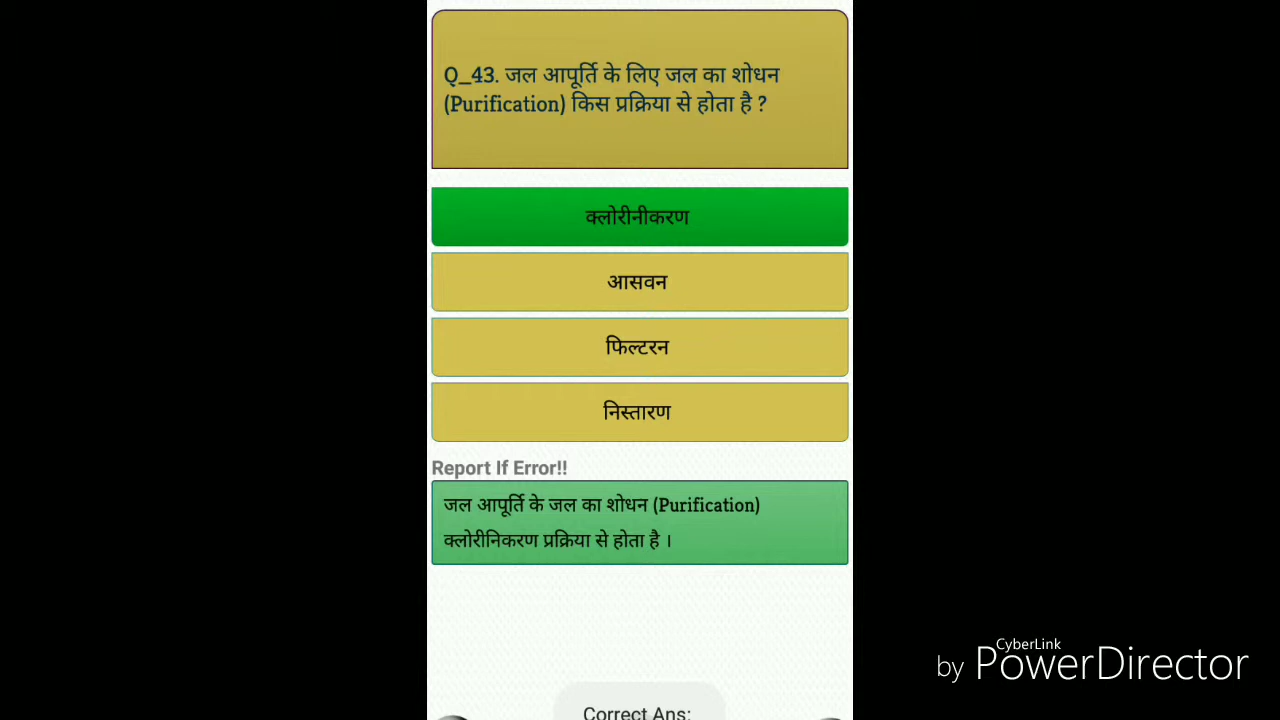 Q_43. जल आपूर्ति के लिए जल का शोधन
(Purification) किस प्रक्रिया से होता है ?
क्लोरीनीकरण
आसवन
फिल्टरन
निस्तारण
Report If Error!!
जल आपूर्ति के जल का शोधन (Purification)
क्लोरीनिकरण प्रक्रिया से होता है ।
Correct Ans:
CyberLink
by PowerDirector